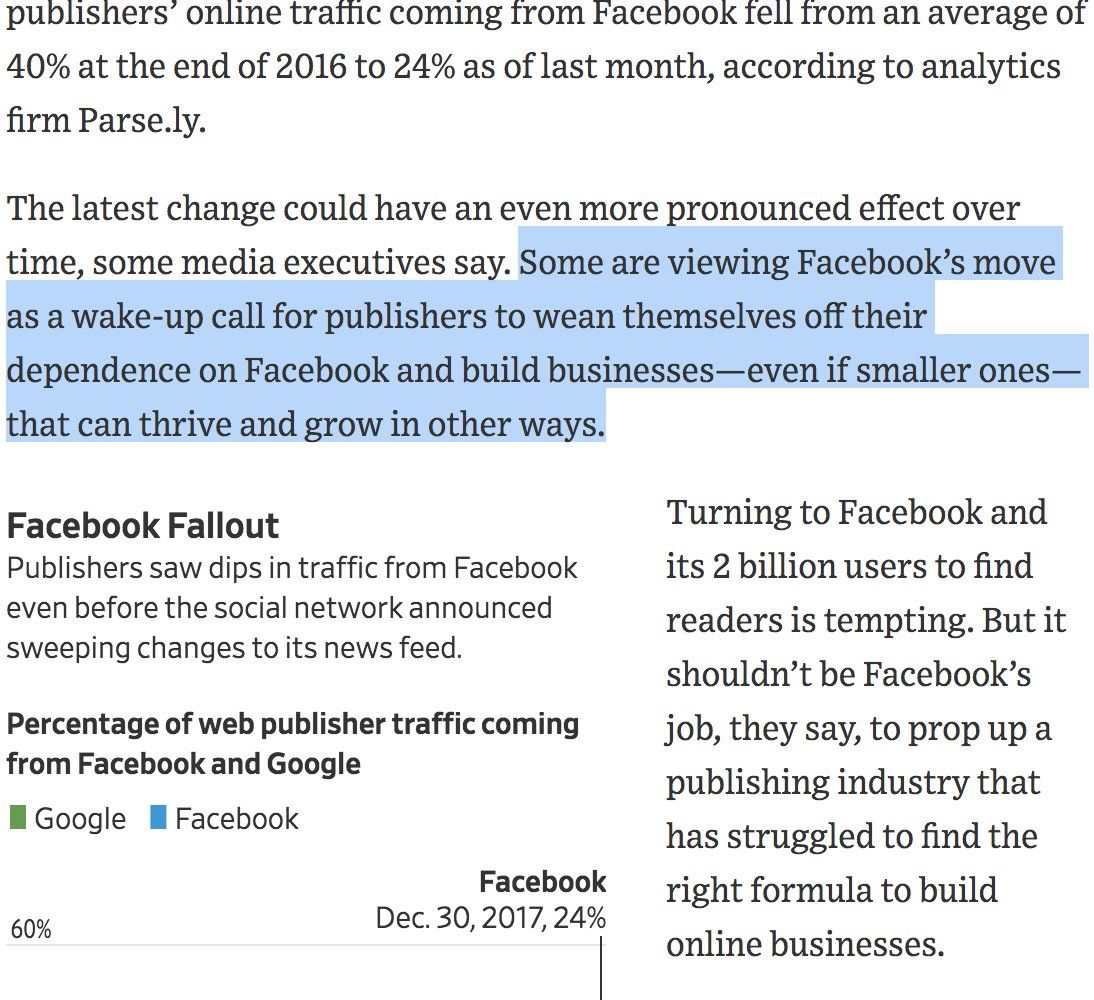 publishers’ online traffic coming from Facebook fell from an average of
40% at the end of 2016 to 24% as of last month, according to analytics
firm Parse.ly.
The latest change could have an even more pronounced effect over
time, some media executives say. Some are viewing Facebook’s move
as a wake-up call for publishers to wean themselves off their
dependence on Facebook and build businesses—even if smaller ones—
that can thrive and grow in other ways.
Facebook Fallout
Publishers saw dips in traffic from Facebook
even before the social network announced
sweeping changes to its news feed.
Percentage of web publisher traffic coming
from Facebook and Google
Google Facebook
Facebook
Dec. 30, 2017, 24%
60%
Turning to Facebook and
its 2 billion users to find
readers is tempting. But it
shouldn’t be Facebook’s
job, they say, to prop up a
publishing industry that
has struggled to find the
right formula to build
online businesses.